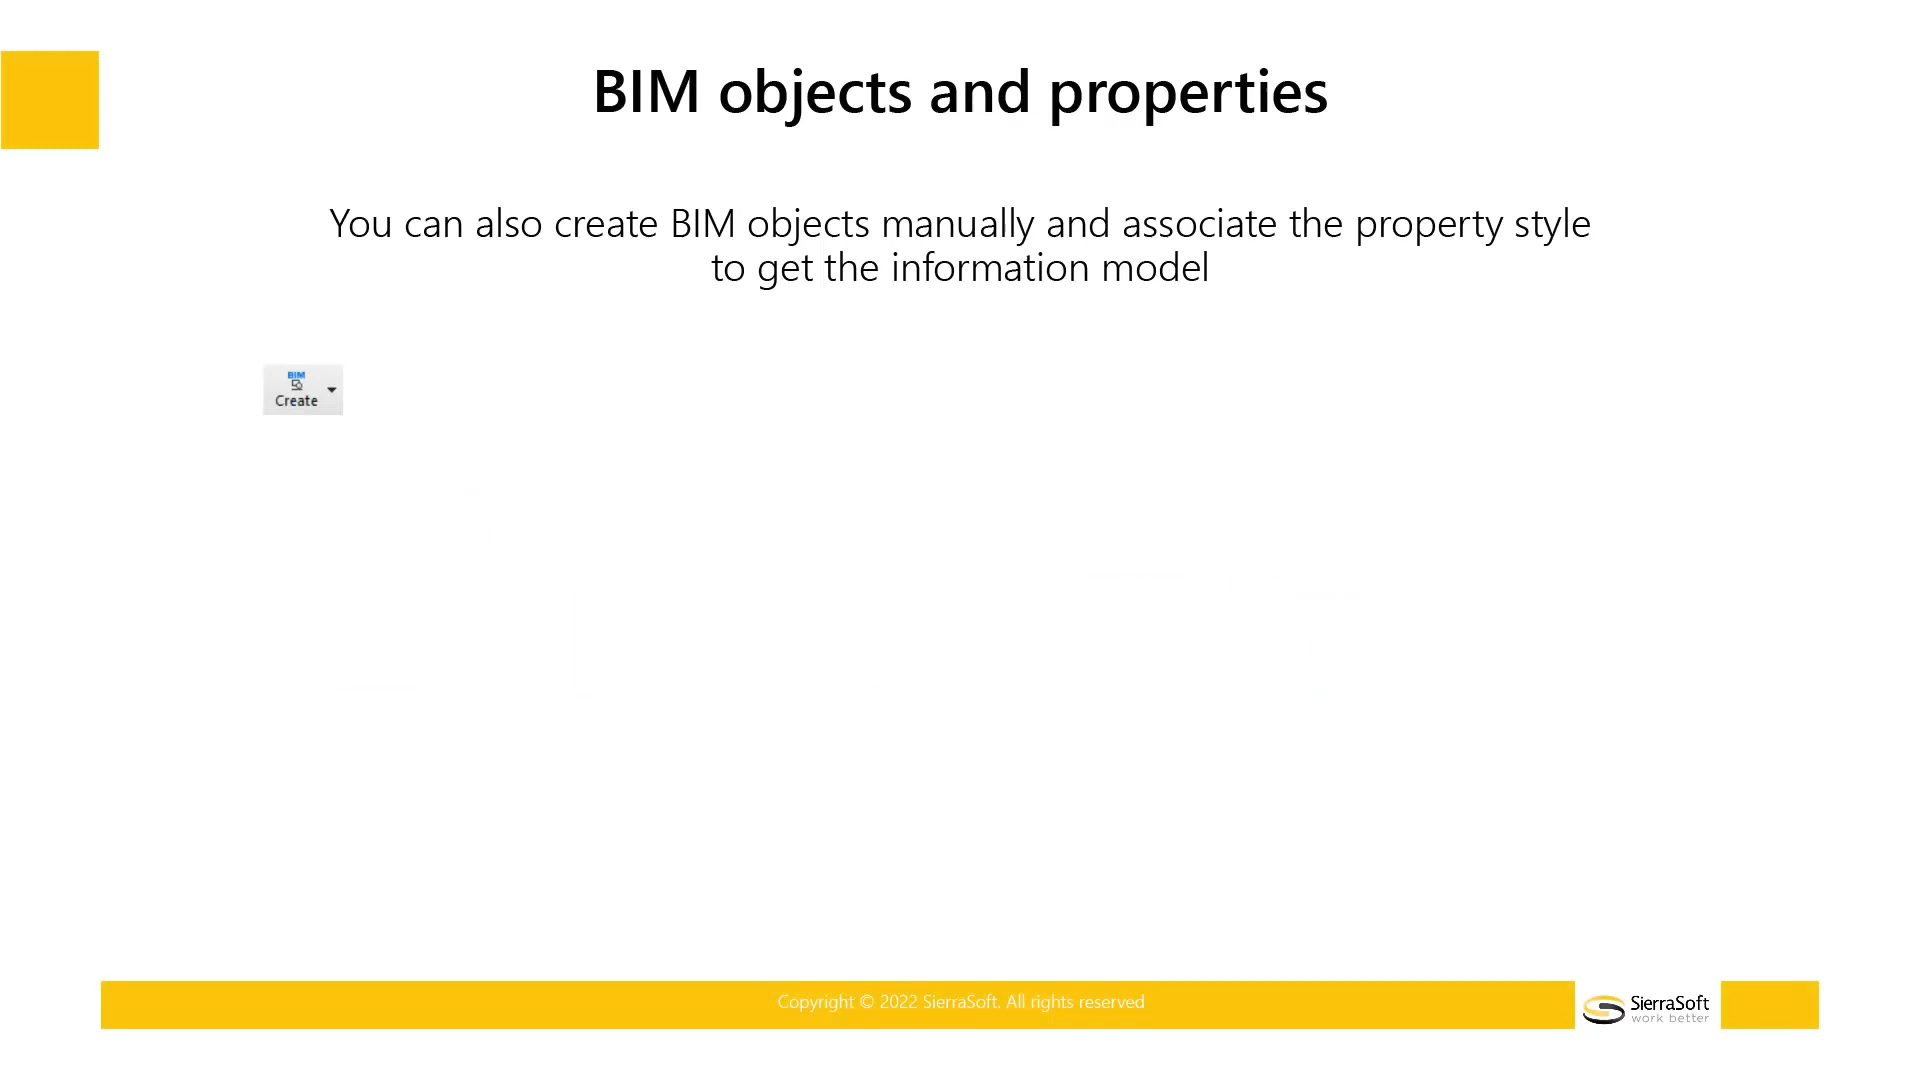 BIM objects and properties
You can also create BIM objects manually and associate the property style
to get the information model
BIM
Create
Copyright © 2022 SierraSoft. All rights reserved
SierraSoft
work better